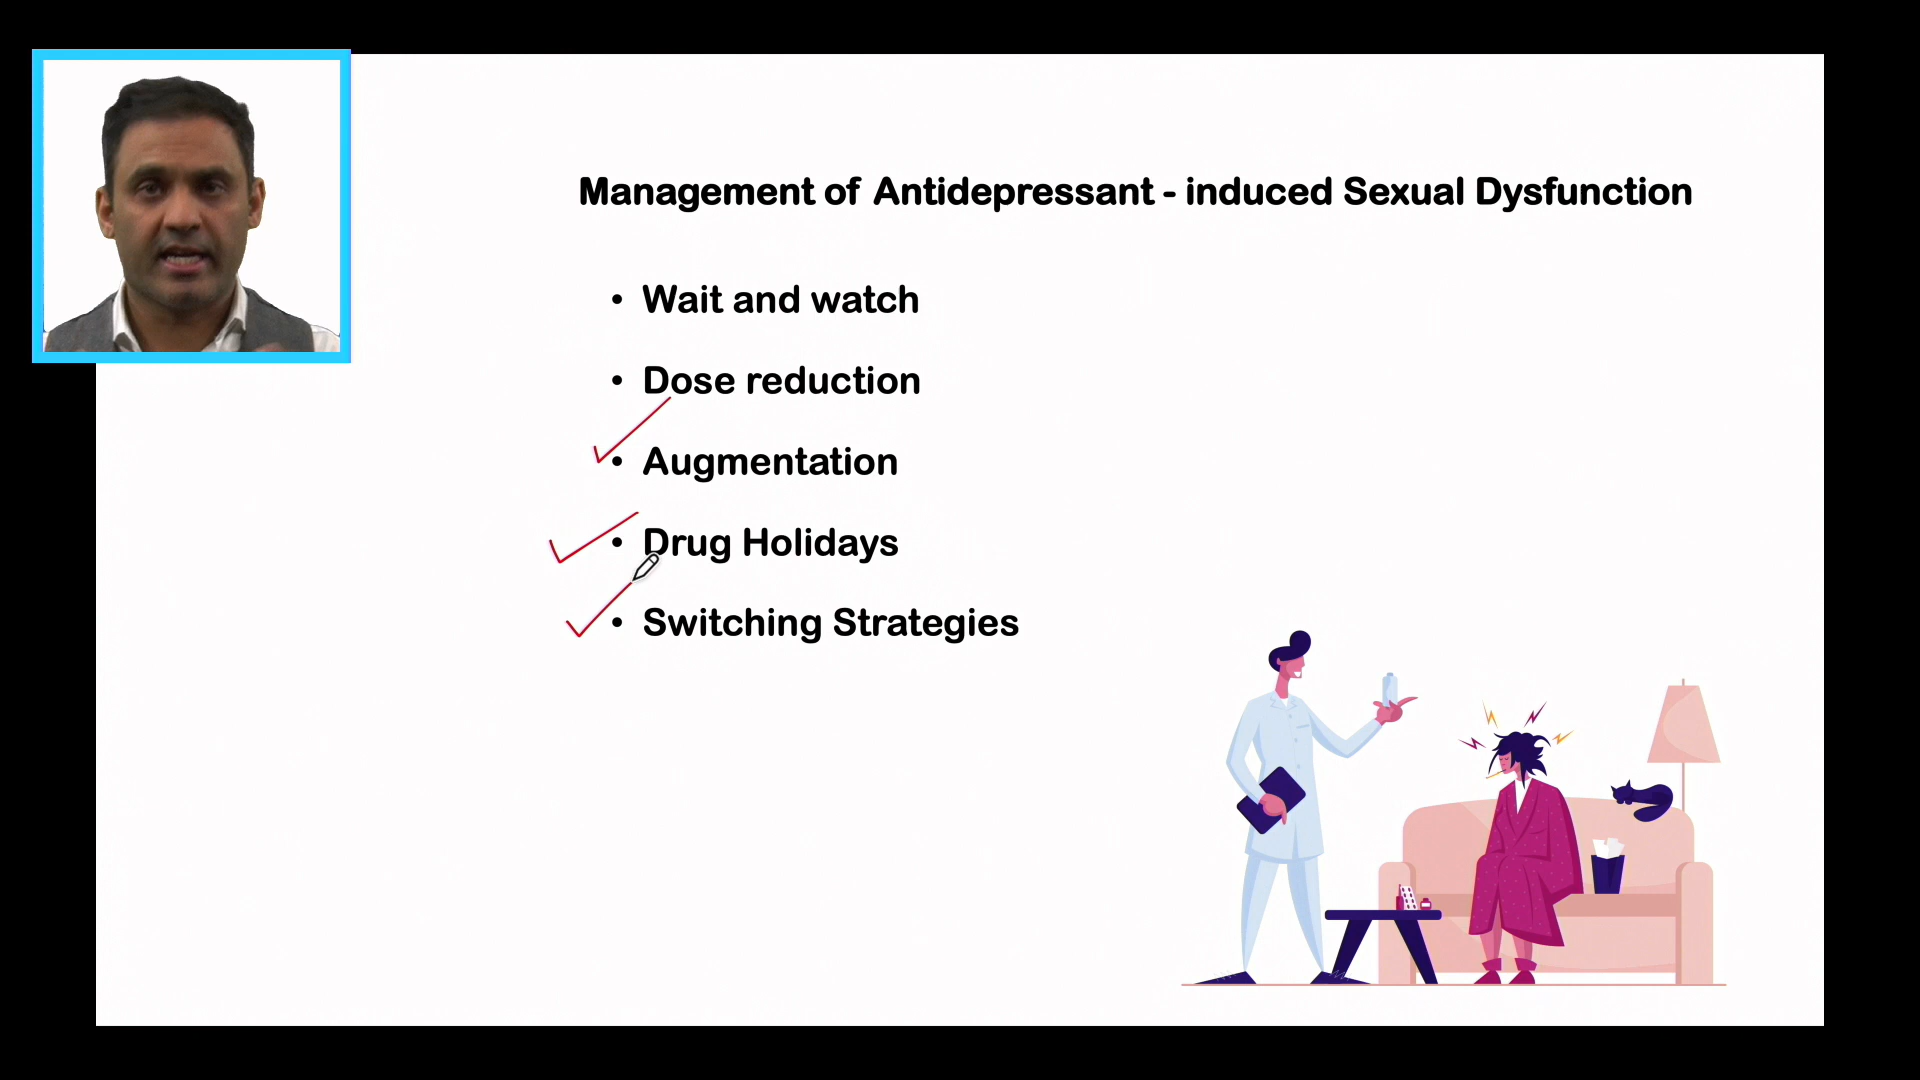 Management of Antidepressant - induced Sexual Dysfunction
• Wait and watch
• Dose reduction
• Augmentation
• Drug Holidays
• Switching Strategies